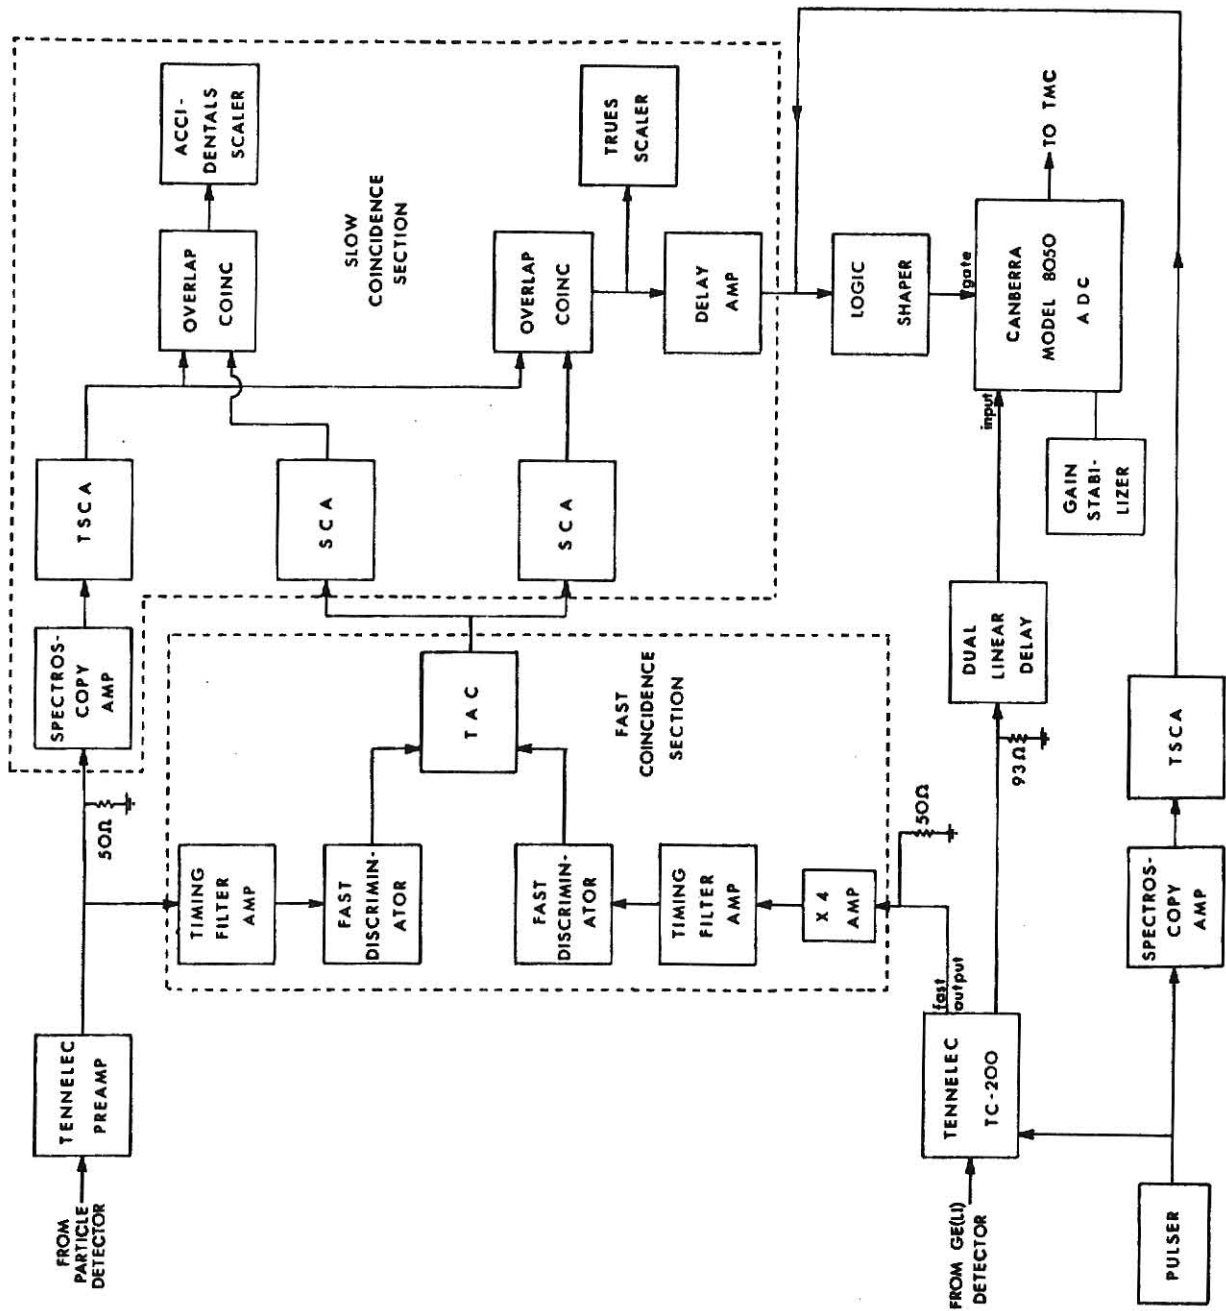 FROM
PARTICLE
DETECTOR
TENNELEC
PREAMP
50Ω
SPECTROS-
COPY
AMP
TSCA
OVERLAP
COINC
ACCI-
DENTALS
SCALER
SCA
SLOW
COINCIDENCE
SECTION
SCA
OVERLAP
COINC
TRUES
SCALER
DELAY
AMP
TIMING
FILTER
AMP
FAST
DISCRIMIN-
ATOR
TAC
FAST
DISCRIMIN-
ATOR
TIMING
FILTER
AMP
X 4
AMP
FAST
COINCIDENCE
SECTION
50Ω
LOGIC
SHAPER
gate
FROM GE(LI)
DETECTOR
TENNELEC
TC-200
fast
output
93Ω
DUAL
LINEAR
DELAY
input
CANBERRA
MODEL 8050
ADC
TO TMC
GAIN
STABI-
LIZER
PULSER
SPECTROS-
COPY
AMP
TSCA